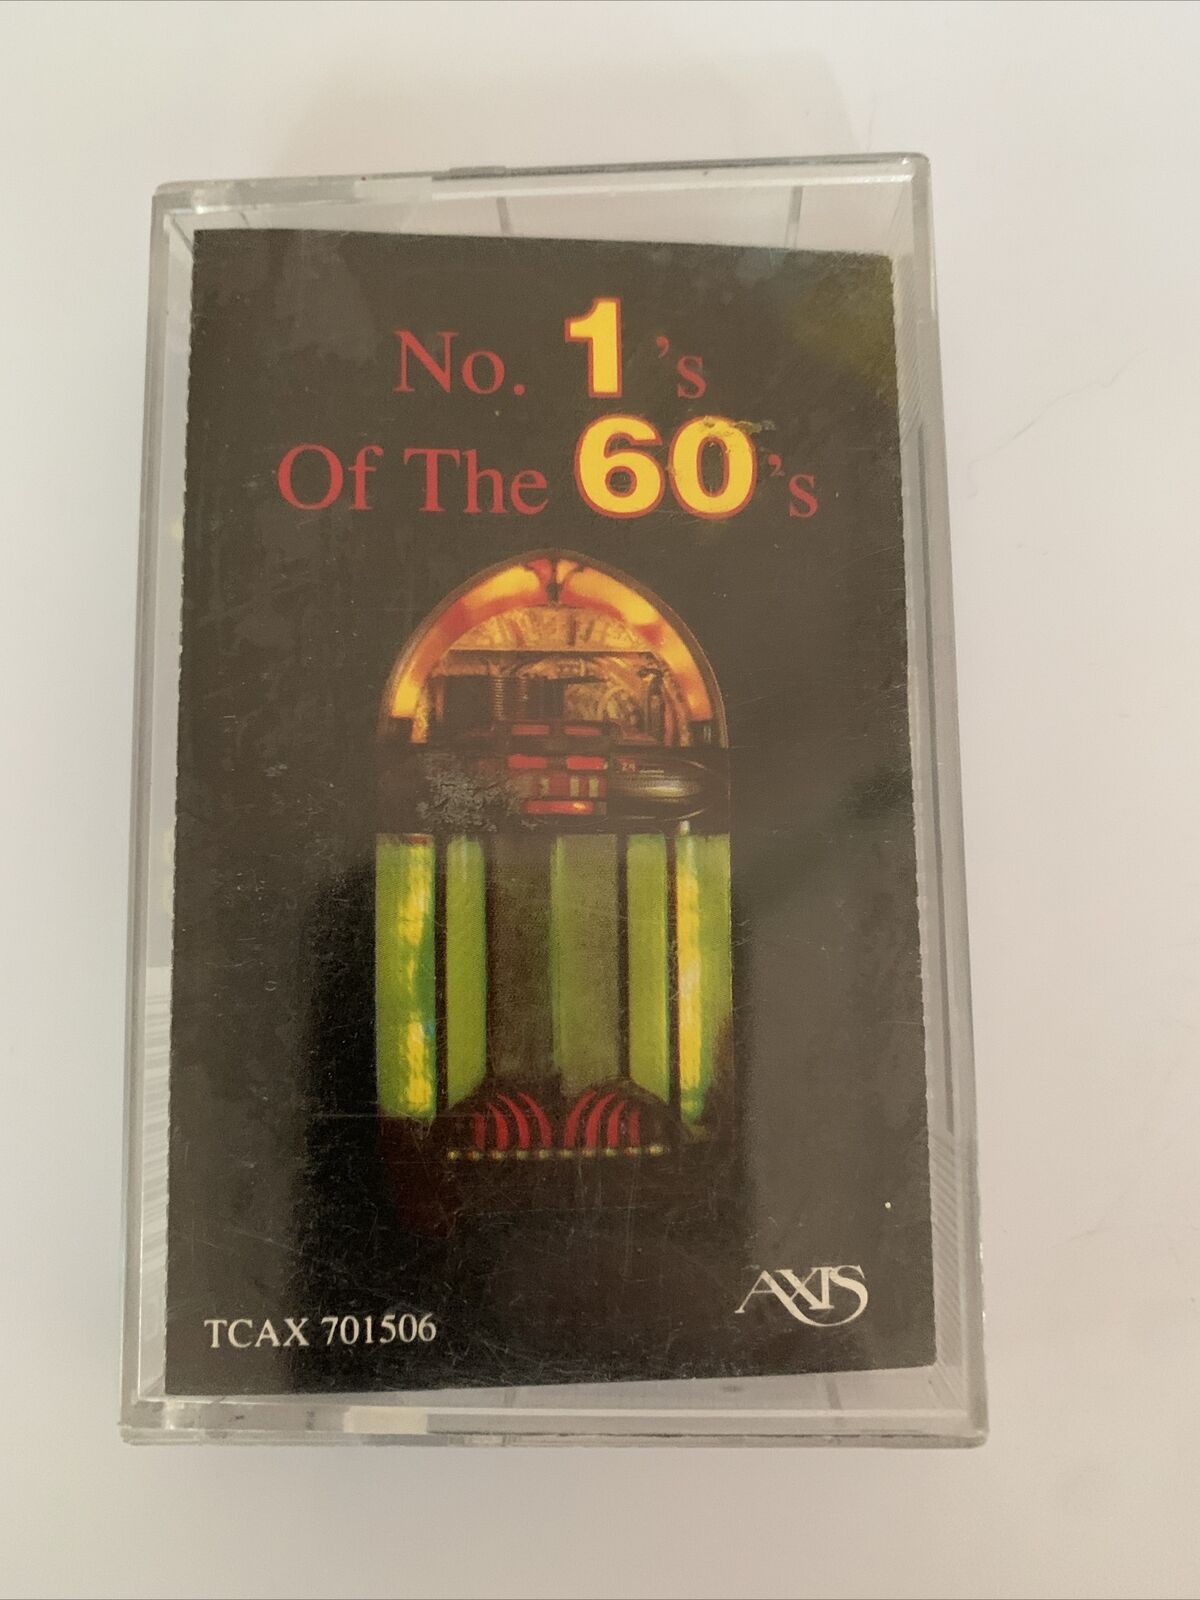 No. 1's
Of The 60's
TCAX 701506
AXIS